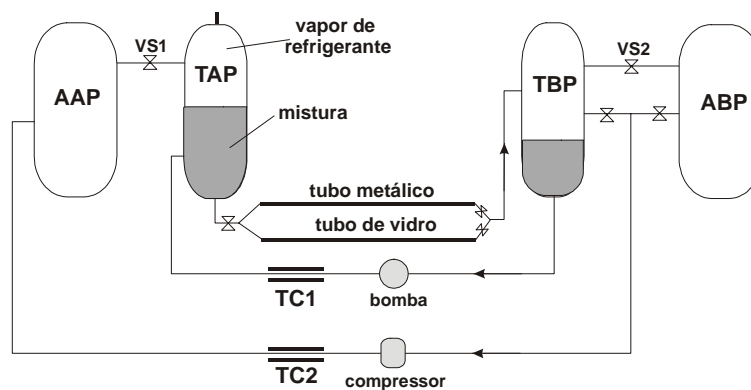 vapor de
refrigerante
VS1
TAP
AAP
mistura
TBP
VS2
ABP
tubo metálico
tubo de vidro
TC1
bomba
TC2
compressor